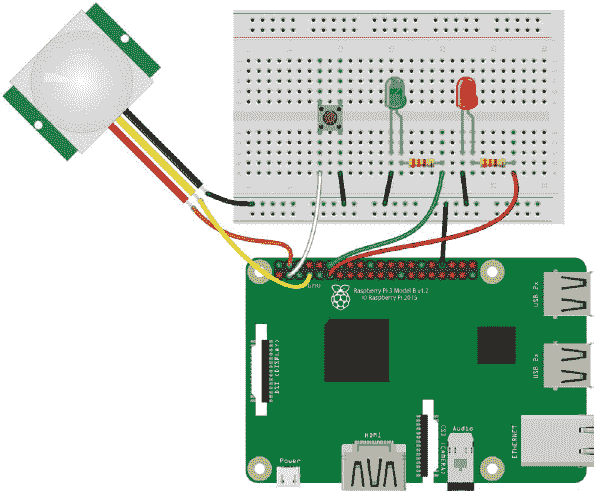 GPIO
Raspberry Pi 3 Model B v1.2
© Raspberry Pi 2015
USB 2x
DSI (DISPLAY)
USB 2x
ETHERNET
CSI (CAMERA)
Audio
HDMI
Power